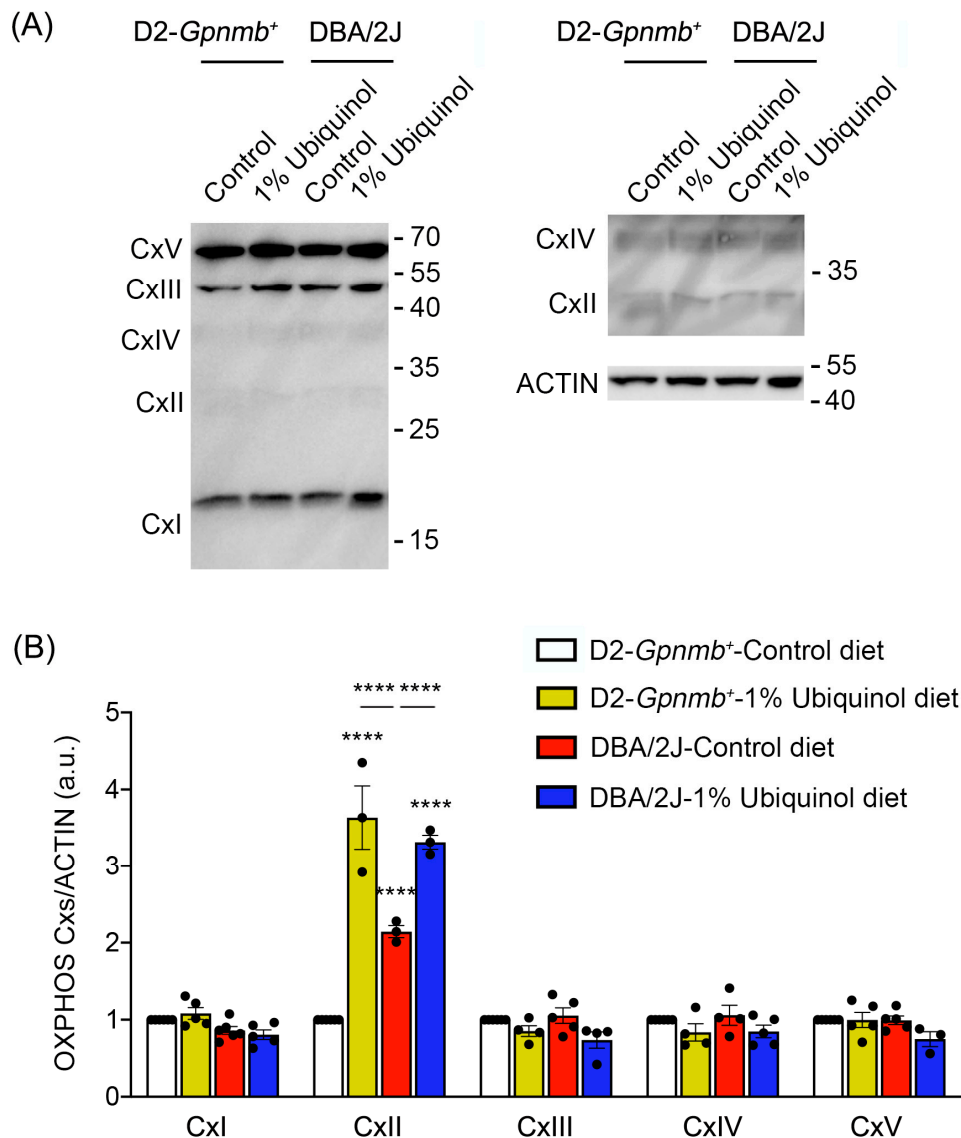 (A)
D2-Gpnmb⁺ DBA/2J
Control
1% Ubiquinol
Control
1% Ubiquinol
CxV
CxIII
CxIV
CxII
CxI
- 70
- 55
- 40
- 35
- 25
- 15
D2-Gpnmb⁺ DBA/2J
Control
1% Ubiquinol
Control
1% Ubiquinol
CxIV
CxII
- 35
ACTIN
- 55
- 40
(B)
D2-Gpnmb⁺-Control diet
D2-Gpnmb⁺-1% Ubiquinol diet
DBA/2J-Control diet
DBA/2J-1% Ubiquinol diet
OXPHOS Cxs/ACTIN (a.u.)
5
4
3
2
1
0
**** ****
****
****
****
CxI CxII CxIII CxIV CxV